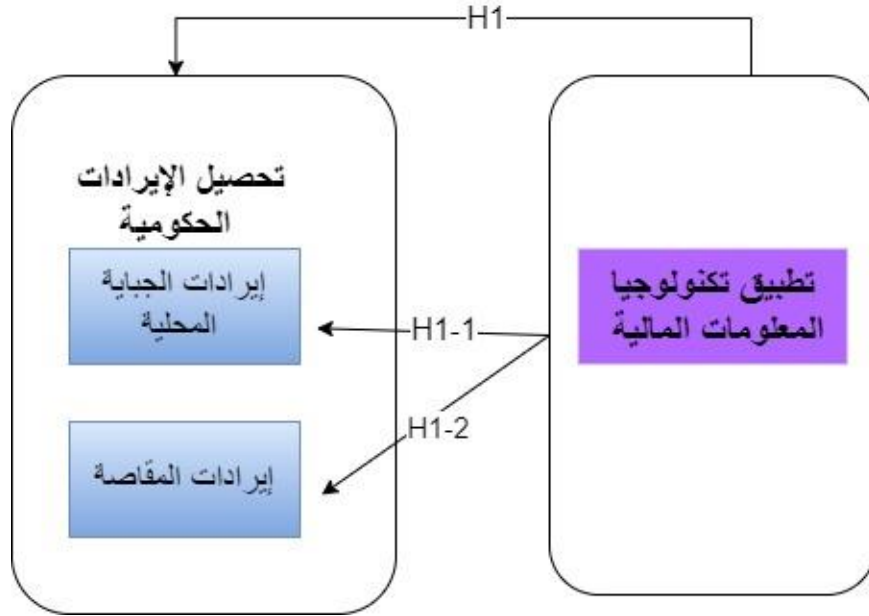 H1
تطبيق تكنولوجيا
المعلومات المالية
تحصيل الإيرادات
الحكومية
إيرادات الجباية
المحلية
إيرادات المقاصة
H1-1
H1-2